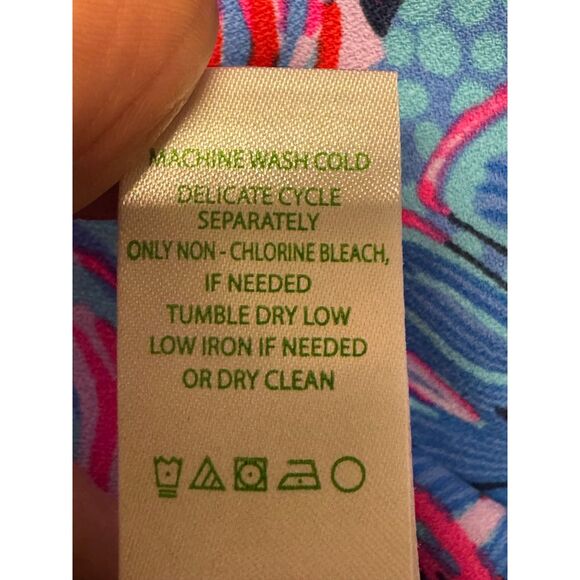 MACHINE WASH COLD
DELICATE CYCLE
SEPARATELY
ONLY NON - CHLORINE BLEACH,
IF NEEDED
TUMBLE DRY LOW
LOW IRON IF NEEDED
OR DRY CLEAN